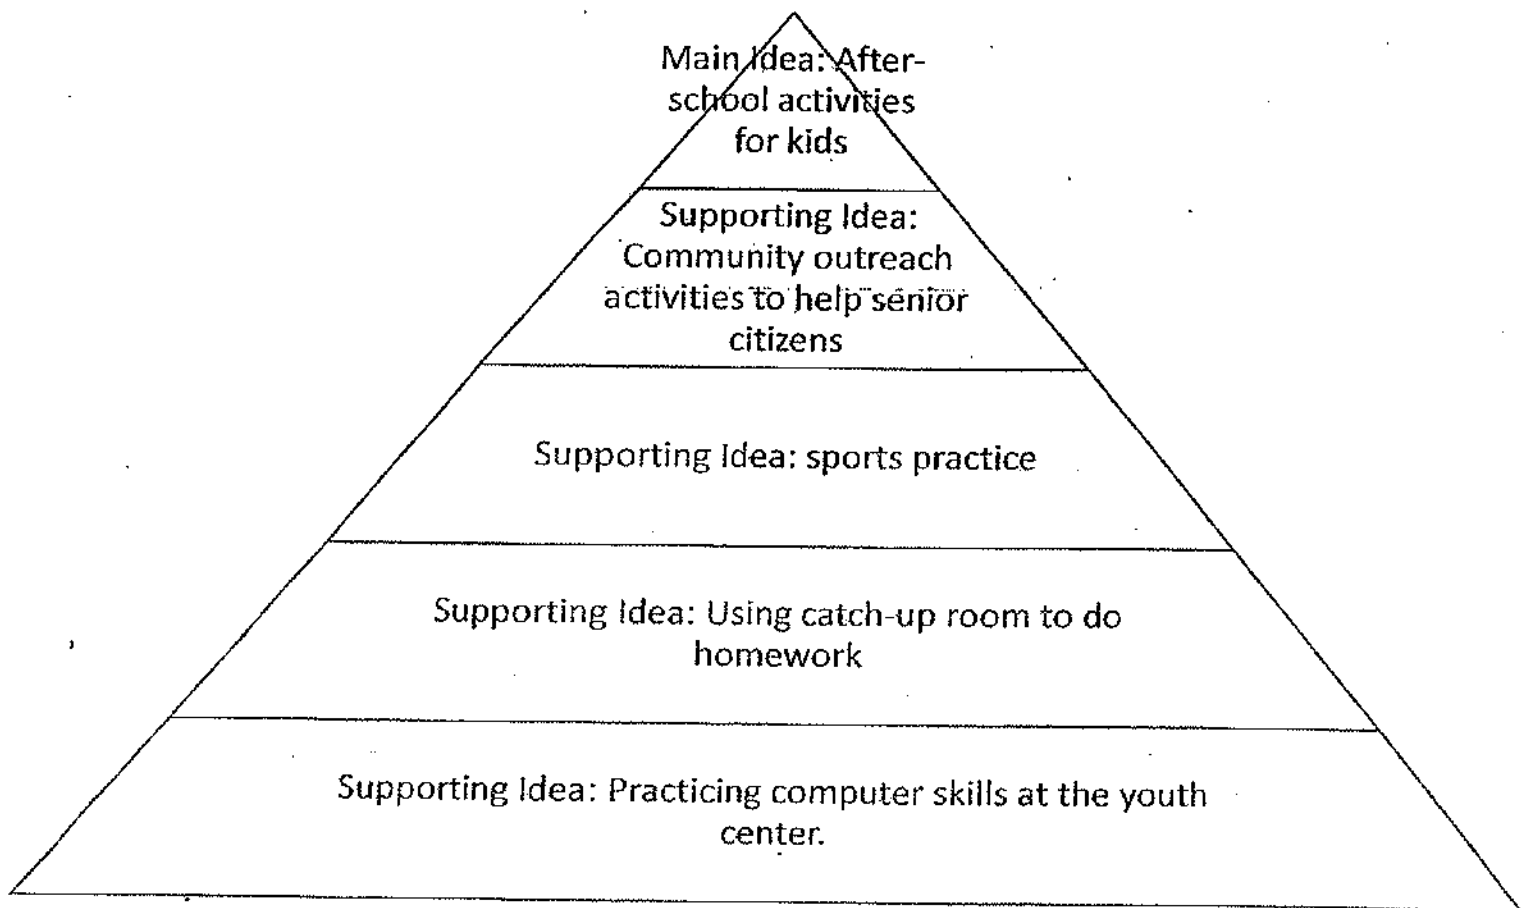 Main Idea: After-
school activities
for kids
Supporting Idea:
Community outreach
activities to help senior
citizens
Supporting Idea: sports practice
Supporting Idea: Using catch-up room to do
homework
Supporting Idea: Practicing computer skills at the youth
center.